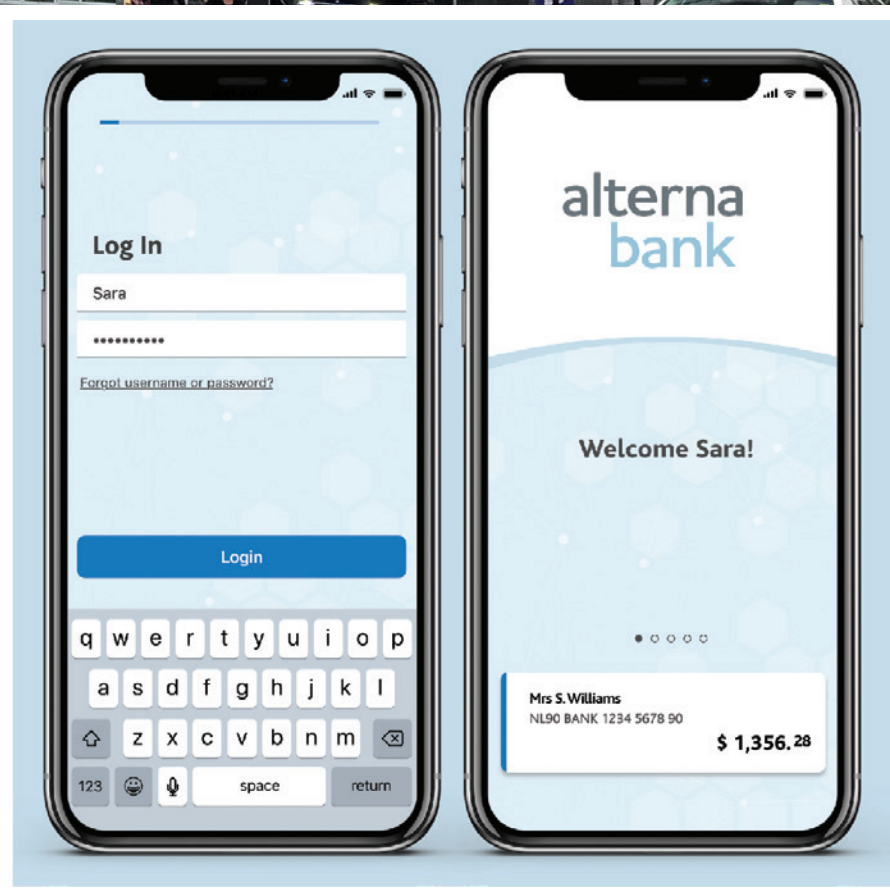 Log In
Sara
••••••••••
Forgot username or password?
Login
q w e r t y u i o p
a s d f g h j k l
z x c v b n m
123 space return
alterna
bank
Welcome Sara!
Mrs S. Williams
NL90 BANK 1234 5678 90
$ 1,356.28